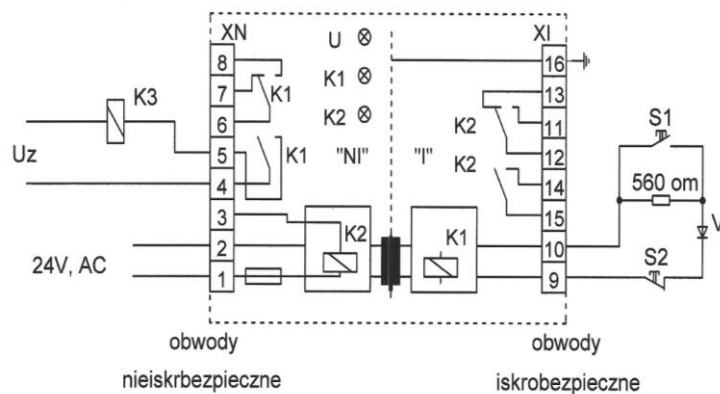 XN
U
XI
8
16
K1
7
K1
13
K3
6
K2
K2
11
Uz
5
K1
"NI"
"I"
K2
12
S1
4
14
560 om
3
K2
K1
15
V
2
10
24V, AC
S2
1
9
obwody
nieiskrbezpieczne
obwody
iskrobezpieczne